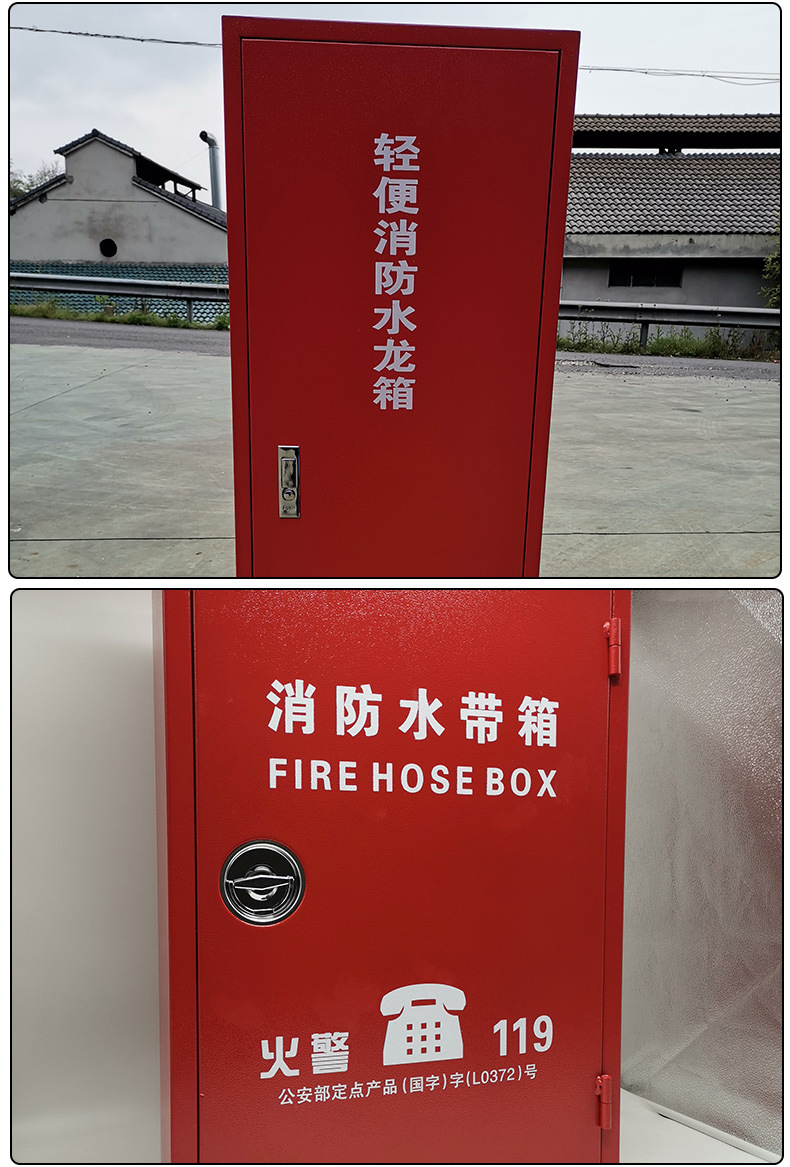 轻便消防水龙箱
PUSH
消防水带箱
FIRE HOSE BOX
火警 119
公安部定点产品(国字)字(L0372)号